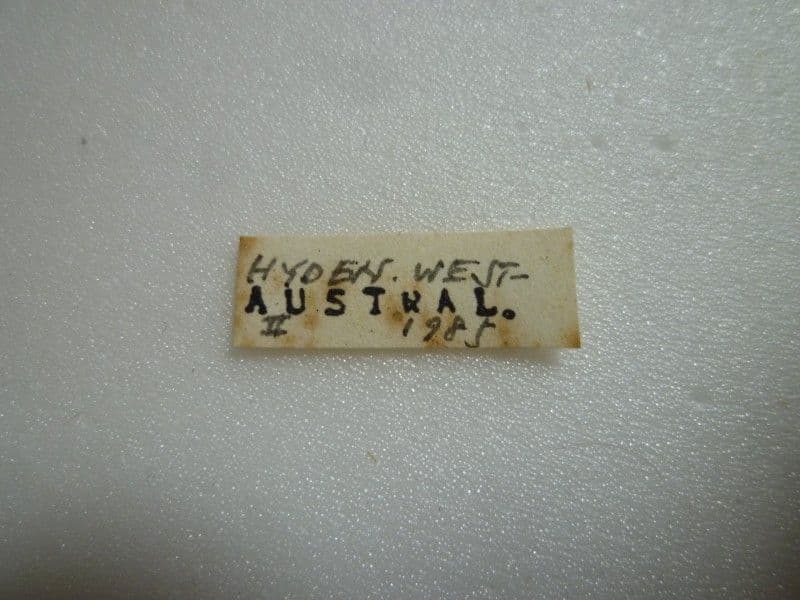 HYDEN. WEST-
AUSTRAL.
II 1985